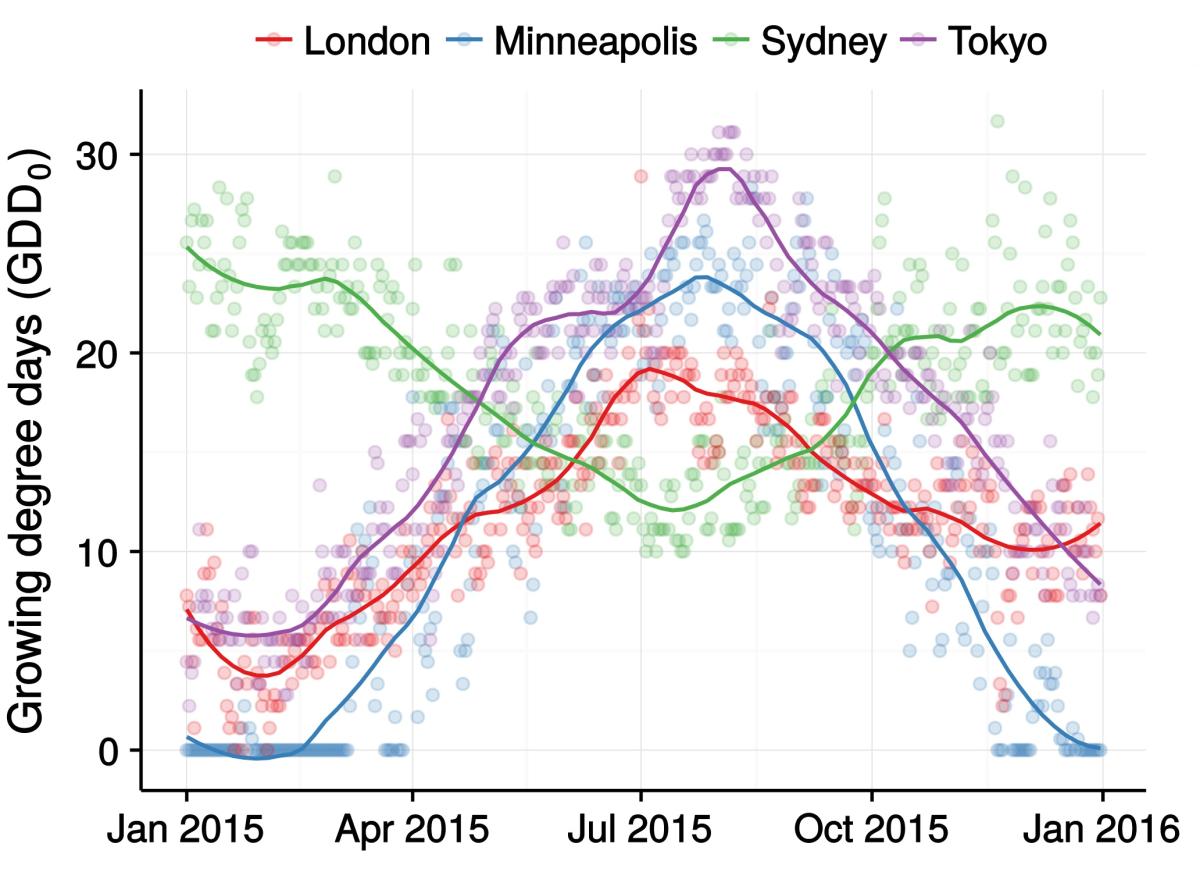 London Minneapolis Sydney Tokyo
Growing degree days (GDD₀)
30
20
10
0
Jan 2015 Apr 2015 Jul 2015 Oct 2015 Jan 2016